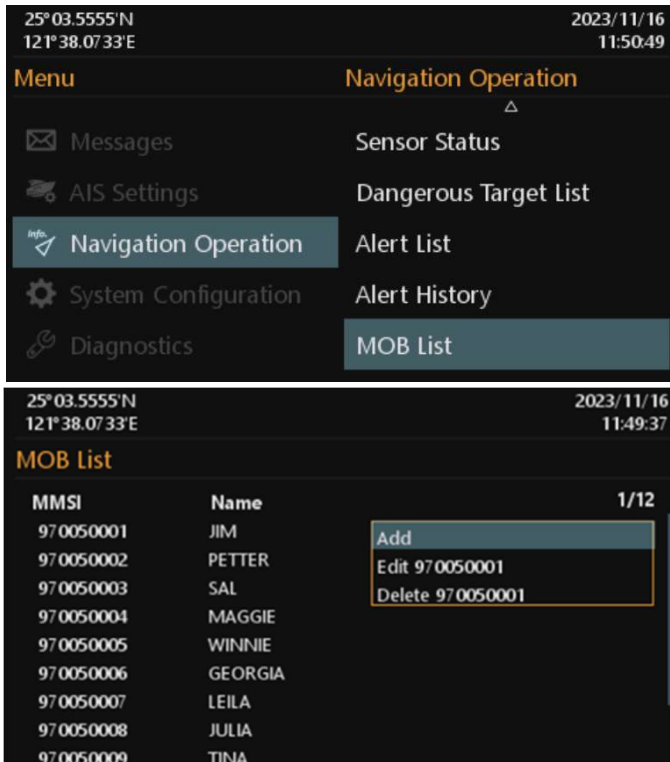 25°03.5555'N
121°38.0733'E
2023/11/16
11:50:49
Menu
Messages
AIS Settings
Info. Navigation Operation
System Configuration
Diagnostics
Navigation Operation
Sensor Status
Dangerous Target List
Alert List
Alert History
MOB List
25°03.5555'N
121°38.0733'E
2023/11/16
11:49:37
MOB List
MMSI Name 1/12
970050001 JIM
970050002 PETTER
970050003 SAL
970050004 MAGGIE
970050005 WINNIE
970050006 GEORGIA
970050007 LEILA
970050008 JULIA
970050009 TINA
Add
Edit 970050001
Delete 970050001